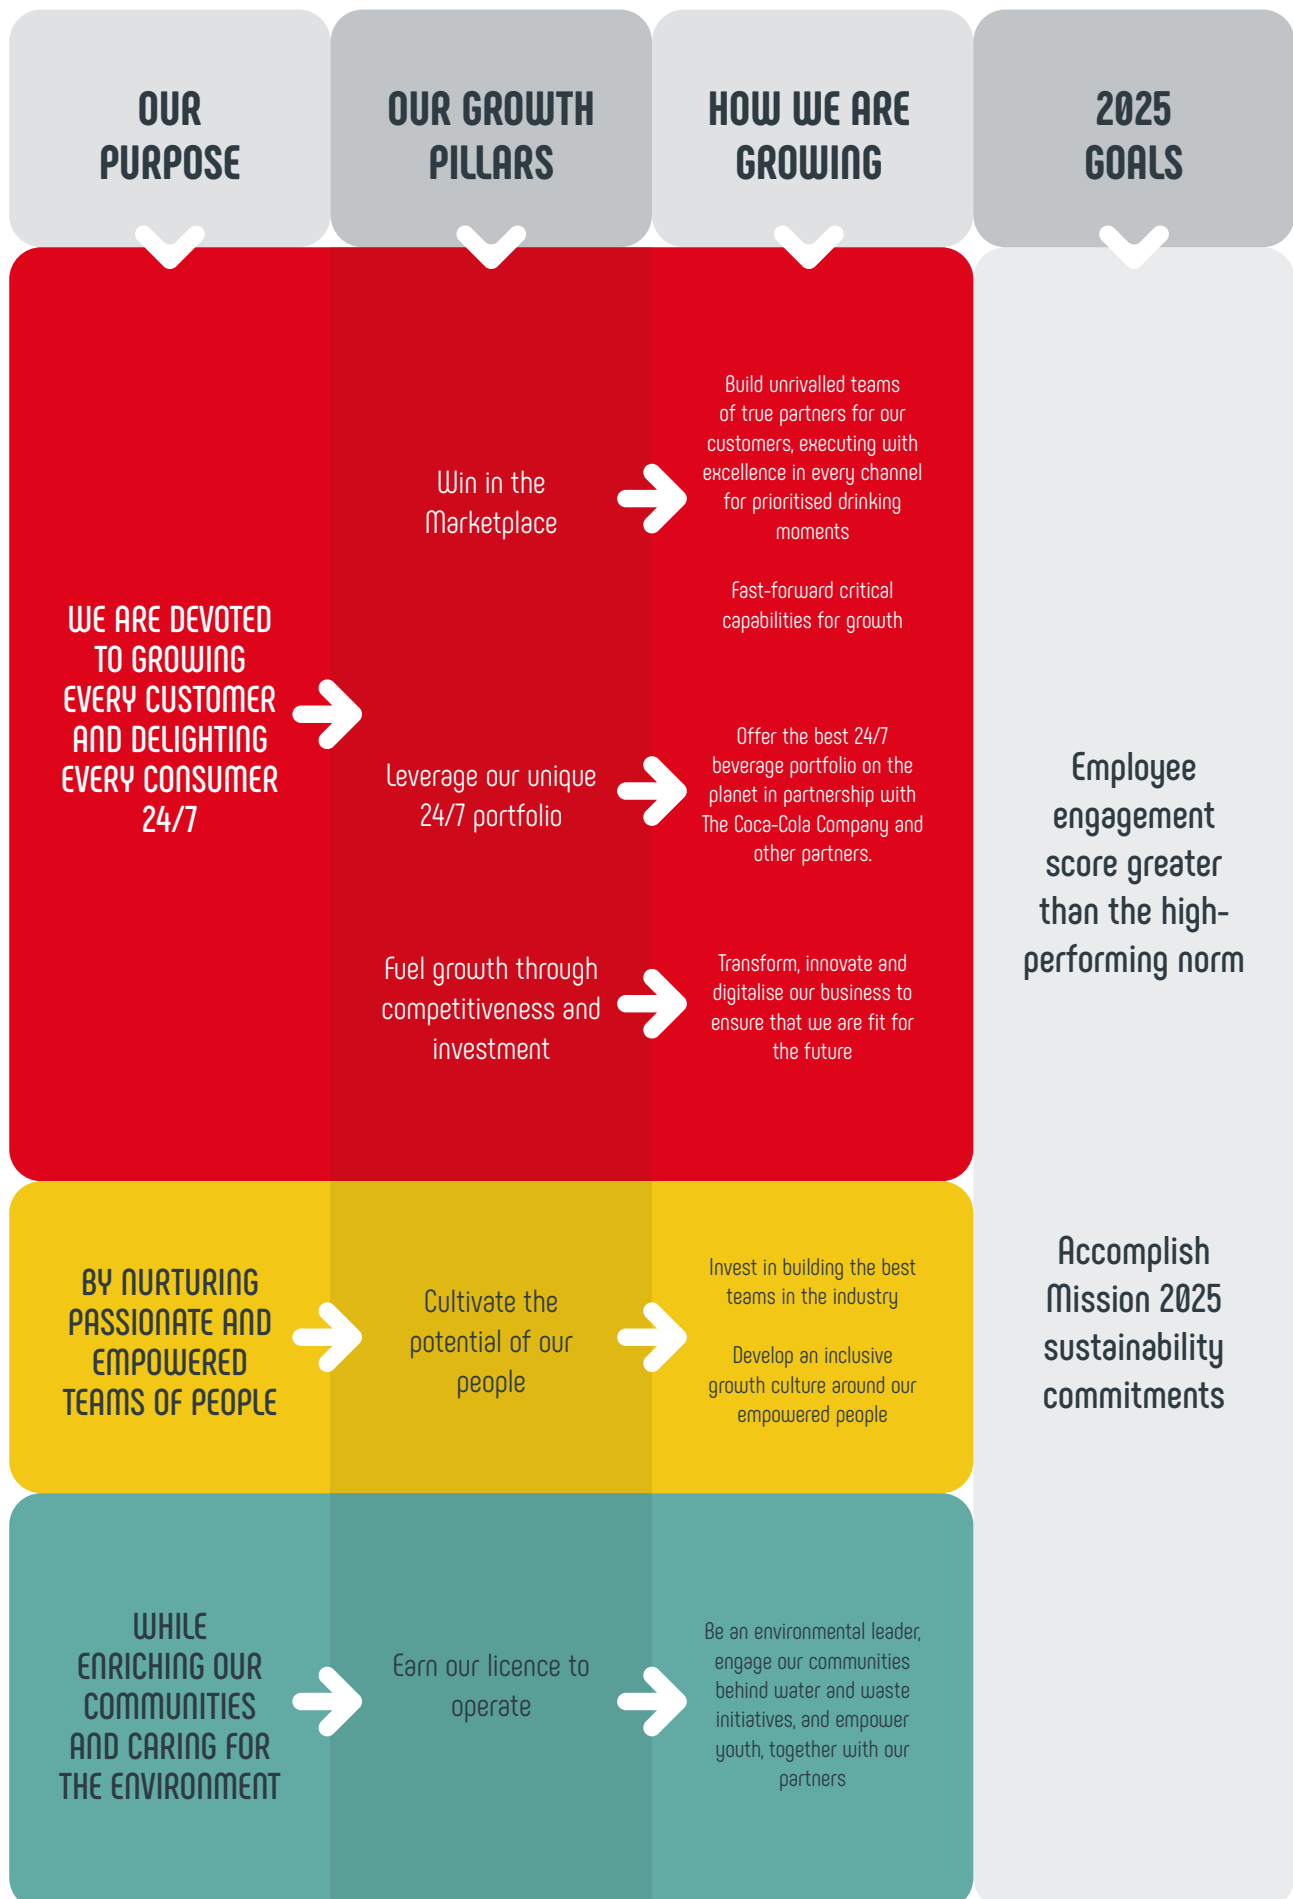 OUR
PURPOSE
OUR GROWTH
PILLARS
HOW WE ARE
GROWING
2025
GOALS
WE ARE DEVOTED
TO GROWING
EVERY CUSTOMER
AND DELIGHTING
EVERY CONSUMER
24/7
Win in the
Marketplace
Build unrivalled teams
of true partners for our
customers, executing with
excellence in every channel
for prioritised drinking
moments
Fast-forward critical
capabilities for growth
Leverage our unique
24/7 portfolio
Offer the best 24/7
beverage portfolio on the
planet in partnership with
The Coca-Cola Company and
other partners.
Fuel growth through
competitiveness and
investment
Transform, innovate and
digitalise our business to
ensure that we are fit for
the future
BY NURTURING
PASSIONATE AND
EMPOWERED
TEAMS OF PEOPLE
Cultivate the
potential of our
people
Invest in building the best
teams in the industry
Develop an inclusive
growth culture around our
empowered people
WHILE
ENRICHING OUR
COMMUNITIES
AND CARING FOR
THE ENVIRONMENT
Earn our licence to
operate
Be an environmental leader,
engage our communities
behind water and waste
initiatives, and empower
youth, together with our
partners
Employee
engagement
score greater
than the high-
performing norm
Accomplish
Mission 2025
sustainability
commitments